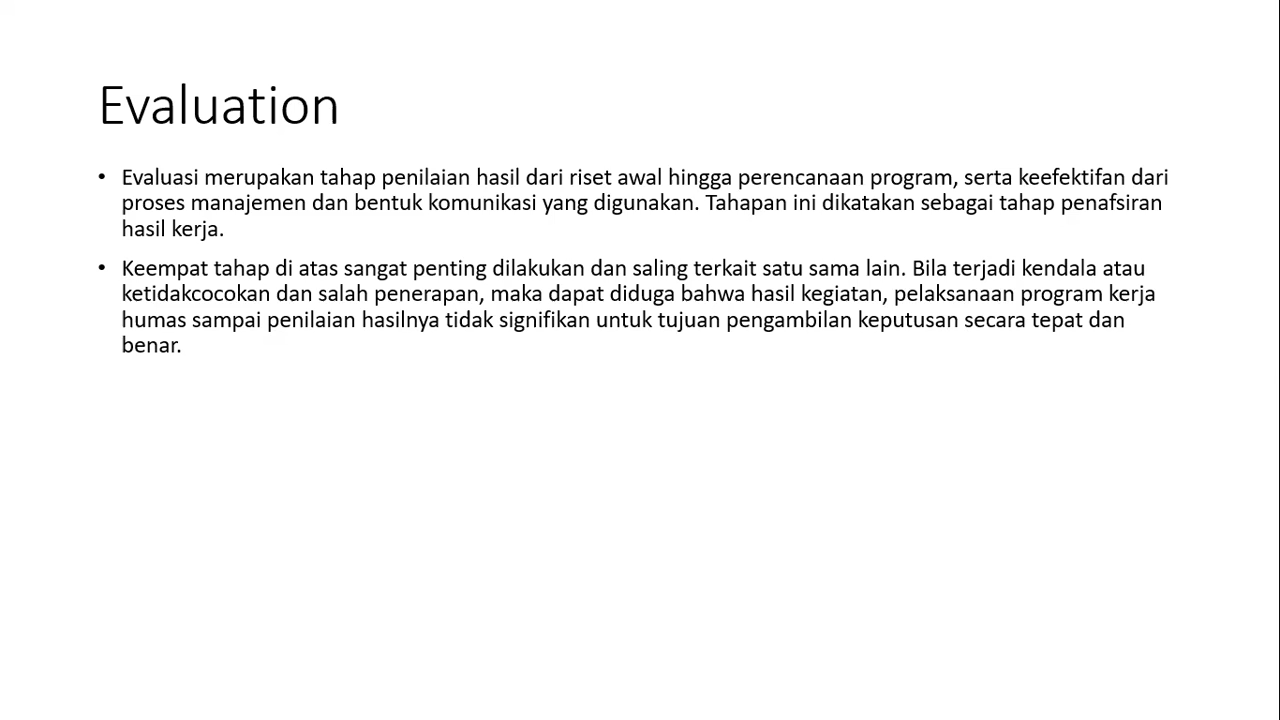 Evaluation
• Evaluasi merupakan tahap penilaian hasil dari riset awal hingga perencanaan program, serta keefektifan dari
proses manajemen dan bentuk komunikasi yang digunakan. Tahapan ini dikatakan sebagai tahap penafsiran
hasil kerja.
• Keempat tahap di atas sangat penting dilakukan dan saling terkait satu sama lain. Bila terjadi kendala atau
ketidakcocokan dan salah penerapan, maka dapat diduga bahwa hasil kegiatan, pelaksanaan program kerja
humas sampai penilaian hasilnya tidak signifikan untuk tujuan pengambilan keputusan secara tepat dan
benar.